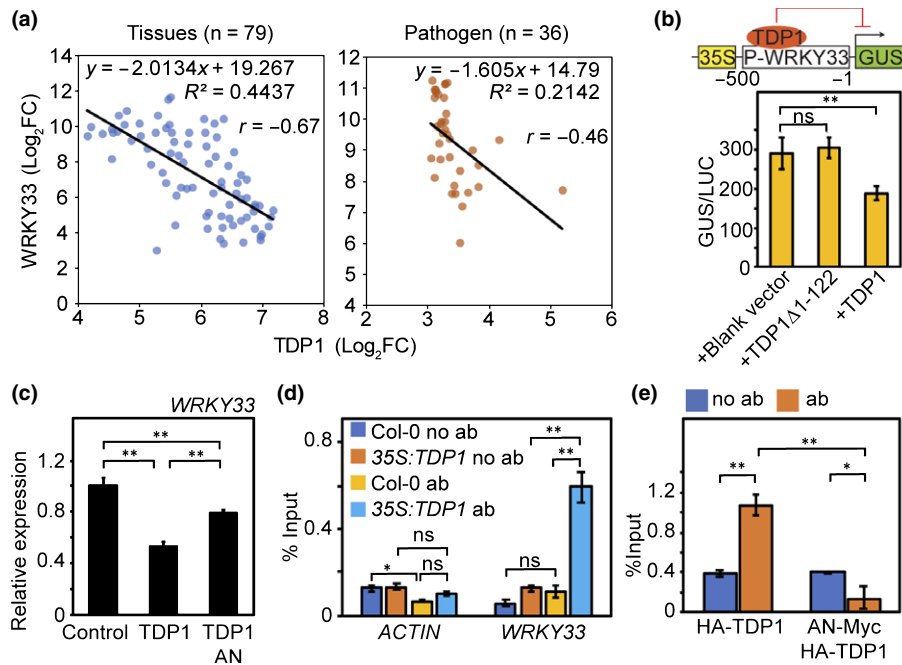 (a)
Tissues (n = 79)
Pathogen (n = 36)
WRKY33 (Log2FC)
14
12
10
8
6
4
2
0
y = −2.0134x + 19.267
R² = 0.4437
r = −0.67
4
5
6
7
8
12
11
10
9
8
7
6
5
4
y = −1.605x + 14.79
R² = 0.2142
r = −0.46
2
3
4
5
6
TDP1 (Log2FC)
(b)
TDP1
35S
P-WRKY33
GUS
−500
−1
GUS/LUC
300
200
100
0
**
ns
+Blank vector
+TDP1Δ1-122
+TDP1
(c)
WRKY33
Relative expression
1.2
0.8
0.4
0
**
**
**
Control
TDP1
TDP1
AN
(d)
% Input
0.8
0.4
0
Col-0 no ab
35S:TDP1 no ab
Col-0 ab
35S:TDP1 ab
**
**
ns
*
ns
ns
ACTIN
WRKY33
(e)
no ab
ab
%Input
1.2
0.8
0.4
0
**
**
*
HA-TDP1
AN-Myc
HA-TDP1